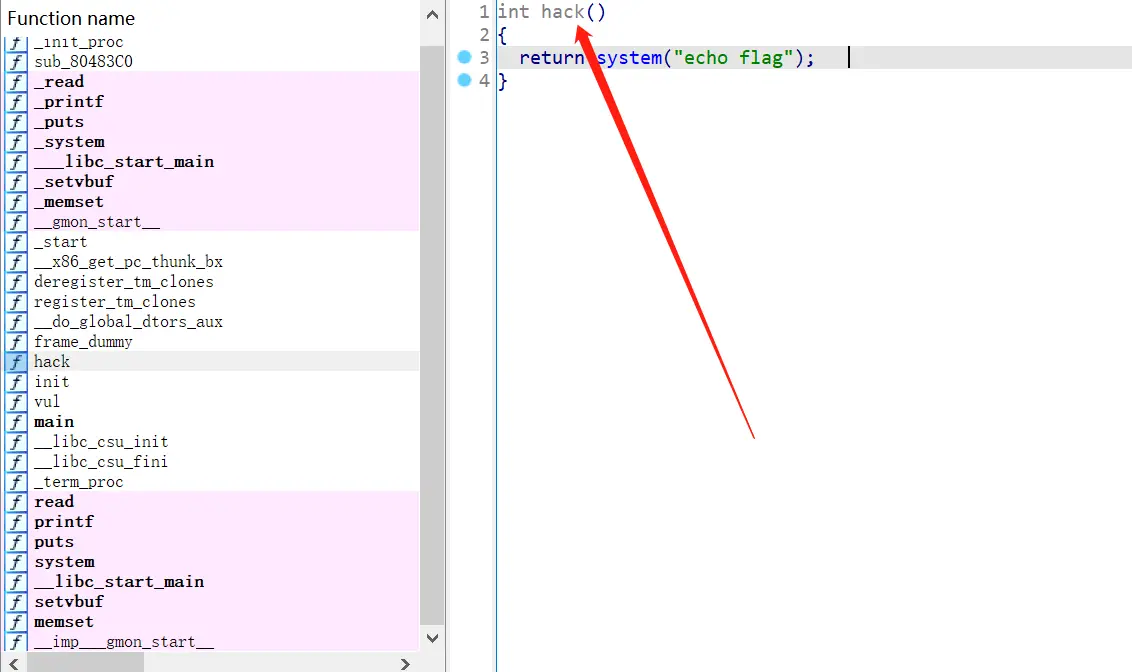 Function name
f _init_proc
f sub_80483C0
f _read
f _printf
f _puts
f _system
f ___libc_start_main
f _setvbuf
f _memset
f __gmon_start__
f _start
f __x86_get_pc_thunk_bx
f deregister_tm_clones
f register_tm_clones
f __do_global_dtors_aux
f frame_dummy
f hack
f init
f vul
f main
f __libc_csu_init
f __libc_csu_fini
f _term_proc
f read
f printf
f puts
f system
f __libc_start_main
f setvbuf
f memset
f __imp___gmon_start__
1 int hack()
2 {
3 return system("echo flag");
4 }